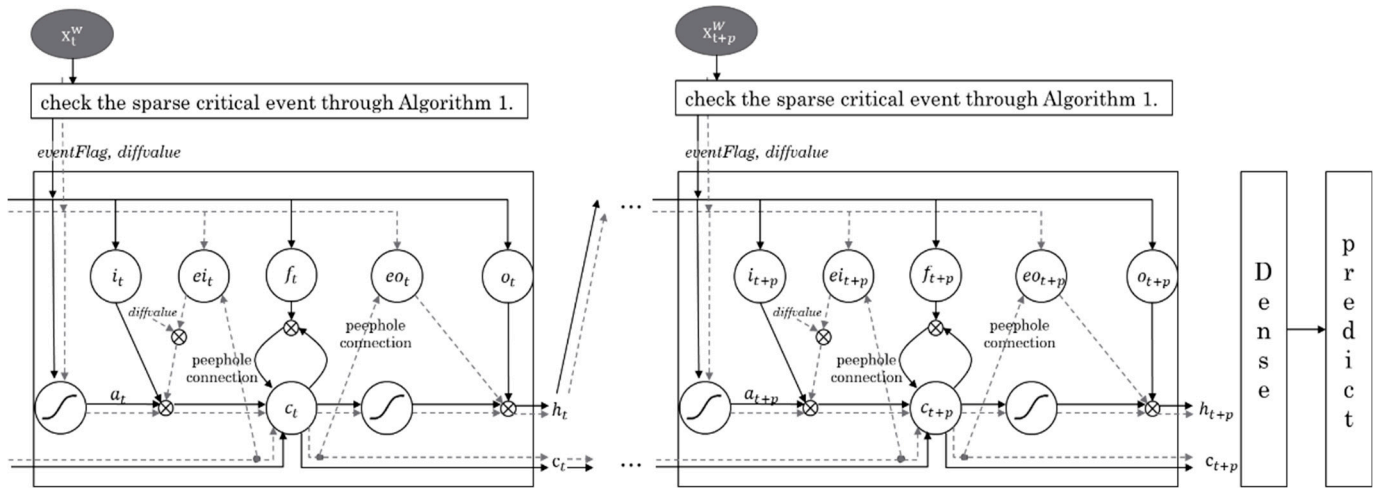 x_t^w
check the sparse critical event through Algorithm 1.
eventFlag, diffvalue
i_t
ei_t
f_t
eo_t
o_t
diffvalue
peephole
connection
peephole
connection
a_t
c_t
h_t
c_t
...
...
x_{t+p}^W
check the sparse critical event through Algorithm 1.
eventFlag, diffvalue
i_{t+p}
ei_{t+p}
f_{t+p}
eo_{t+p}
o_{t+p}
diffvalue
peephole
connection
peephole
connection
a_{t+p}
c_{t+p}
h_{t+p}
c_{t+p}
Dense
predict